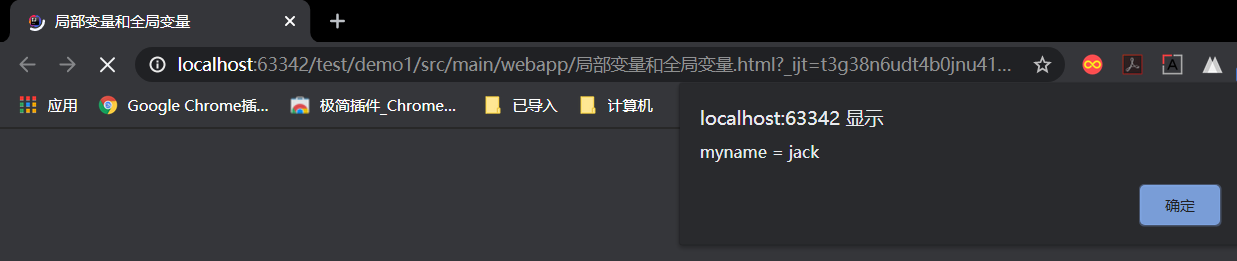 局部变量和全局变量
localhost:63342/test/demo1/src/main/webapp/局部变量和全局变量.html?_ijt=t3g38n6udt4b0jnu41...
应用 Google Chrome插... 极简插件_Chrome... 已导入 计算机
localhost:63342 显示
myname = jack
确定